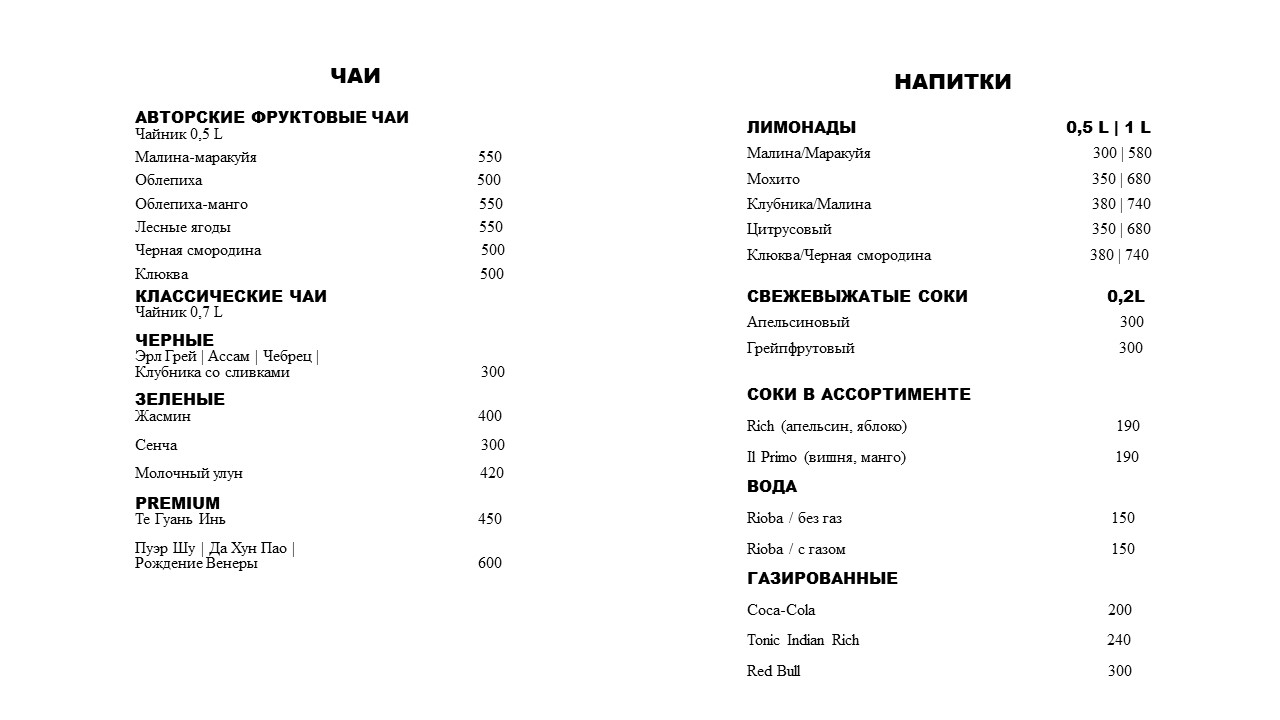 ЧАИ
АВТОРСКИЕ ФРУКТОВЫЕ ЧАИ
Чайник 0,5 L
Малина-маракуйя 550
Облепиха 500
Облепиха-манго 550
Лесные ягоды 550
Черная смородина 500
Клюква 500
КЛАССИЧЕСКИЕ ЧАИ
Чайник 0,7 L
ЧЕРНЫЕ
Эрл Грей | Ассам | Чебрец |
Клубника со сливками 300
ЗЕЛЕНЫЕ
Жасмин 400
Сенча 300
Молочный улун 420
PREMIUM
Те Гуань Инь 450
Пуэр Шу | Да Хун Пао |
Рождение Венеры 600
НАПИТКИ
ЛИМОНАДЫ 0,5 L | 1 L
Малина/Маракуйя 300 | 580
Мохито 350 | 680
Клубника/Малина 380 | 740
Цитрусовый 350 | 680
Клюква/Черная смородина 380 | 740
СВЕЖЕВЫЖАТЫЕ СОКИ 0,2L
Апельсиновый 300
Грейпфрутовый 300
СОКИ В АССОРТИМЕНТЕ
Rich (апельсин, яблоко) 190
Il Primo (вишня, манго) 190
ВОДА
Rioba / без газ 150
Rioba / с газом 150
ГАЗИРОВАННЫЕ
Coca-Cola 200
Tonic Indian Rich 240
Red Bull 300